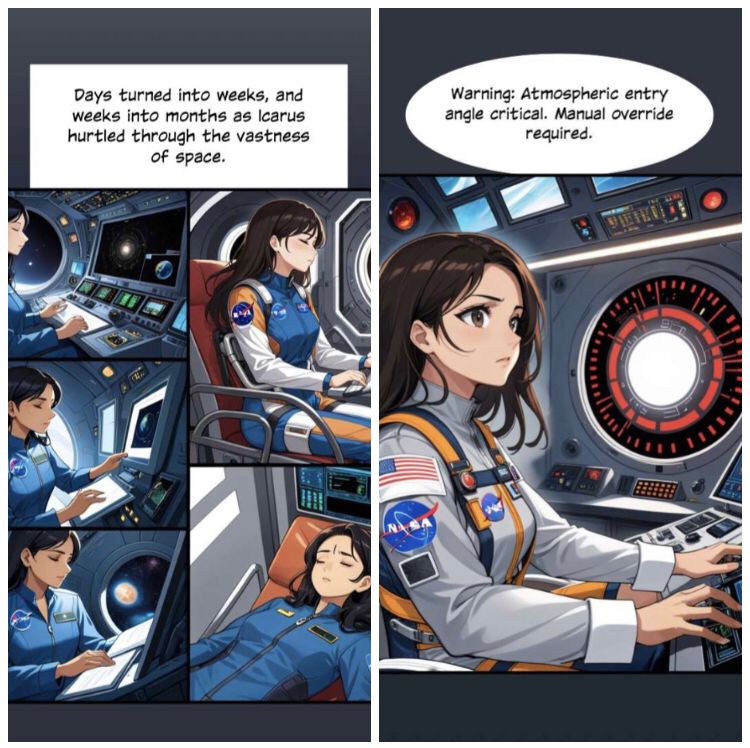 Days turned into weeks, and
weeks into months as Icarus
hurtled through the vastness
of space.
Warning: Atmospheric entry
angle critical. Manual override
required.
NASA